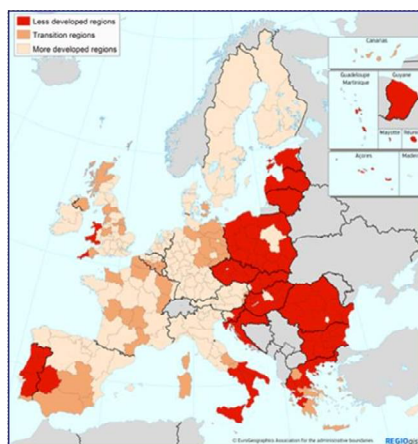 Less developed regions
Transition regions
More developed regions
Canarias
Guadeloupe
Martinique
Guyane
Mayotte
Açores
© EuroGeographics Association for the administrative boundaries